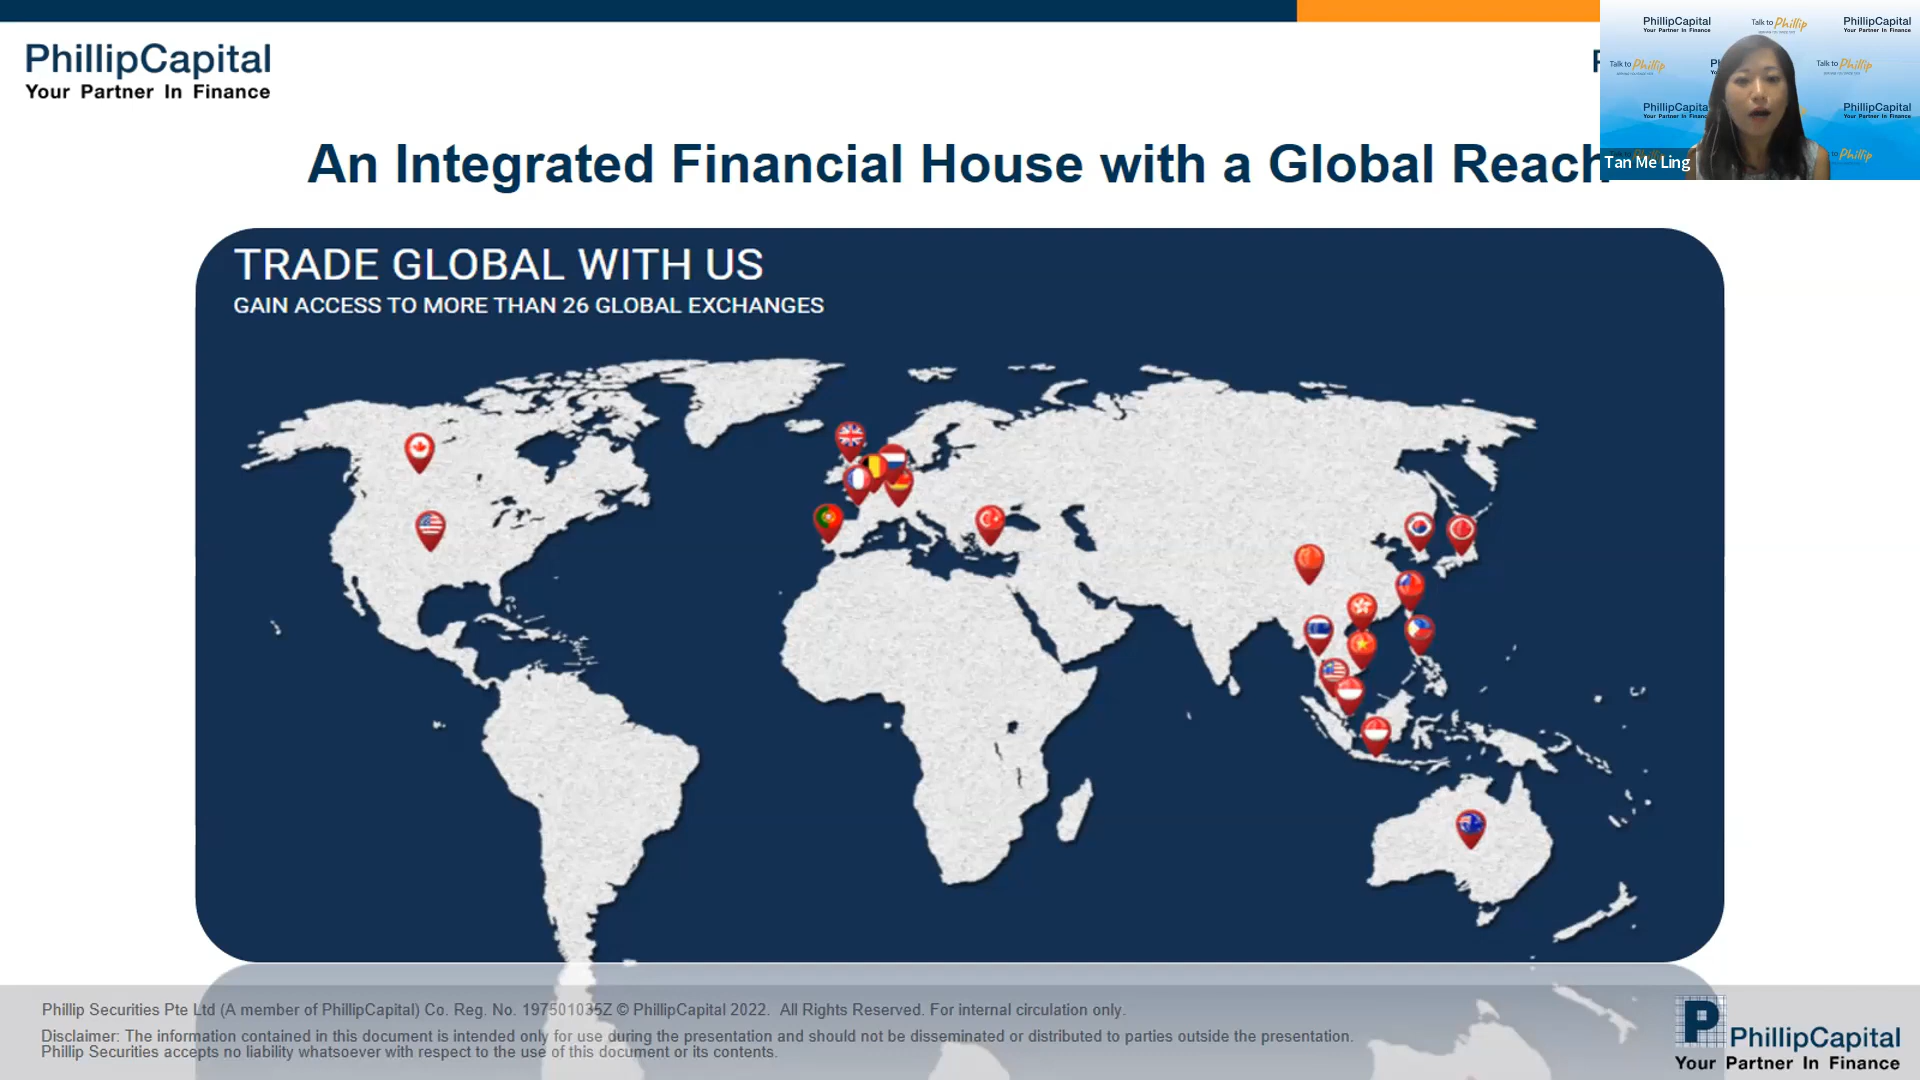 PhillipCapital
Your Partner In Finance
An Integrated Financial House with a Global Reach
TRADE GLOBAL WITH US
GAIN ACCESS TO MORE THAN 26 GLOBAL EXCHANGES
PhillipCapital
Your Partner In Finance
Talk to Phillip
PhillipCapital
Your Partner In Finance
Talk to Phillip
Talk to Phillip
PhillipCapital
PhillipCapital
Your Partner In Finance
Tan Me Ling
Phillip
Phillip Securities Pte Ltd (A member of PhillipCapital) Co. Reg. No. 197501035Z © PhillipCapital 2022. All Rights Reserved. For internal circulation only.
Disclaimer: The information contained in this document is intended only for use during the presentation and should not be disseminated or distributed to parties outside the presentation.
Phillip Securities accepts no liability whatsoever with respect to the use of this document or its contents.
P PhillipCapital
Your Partner In Finance